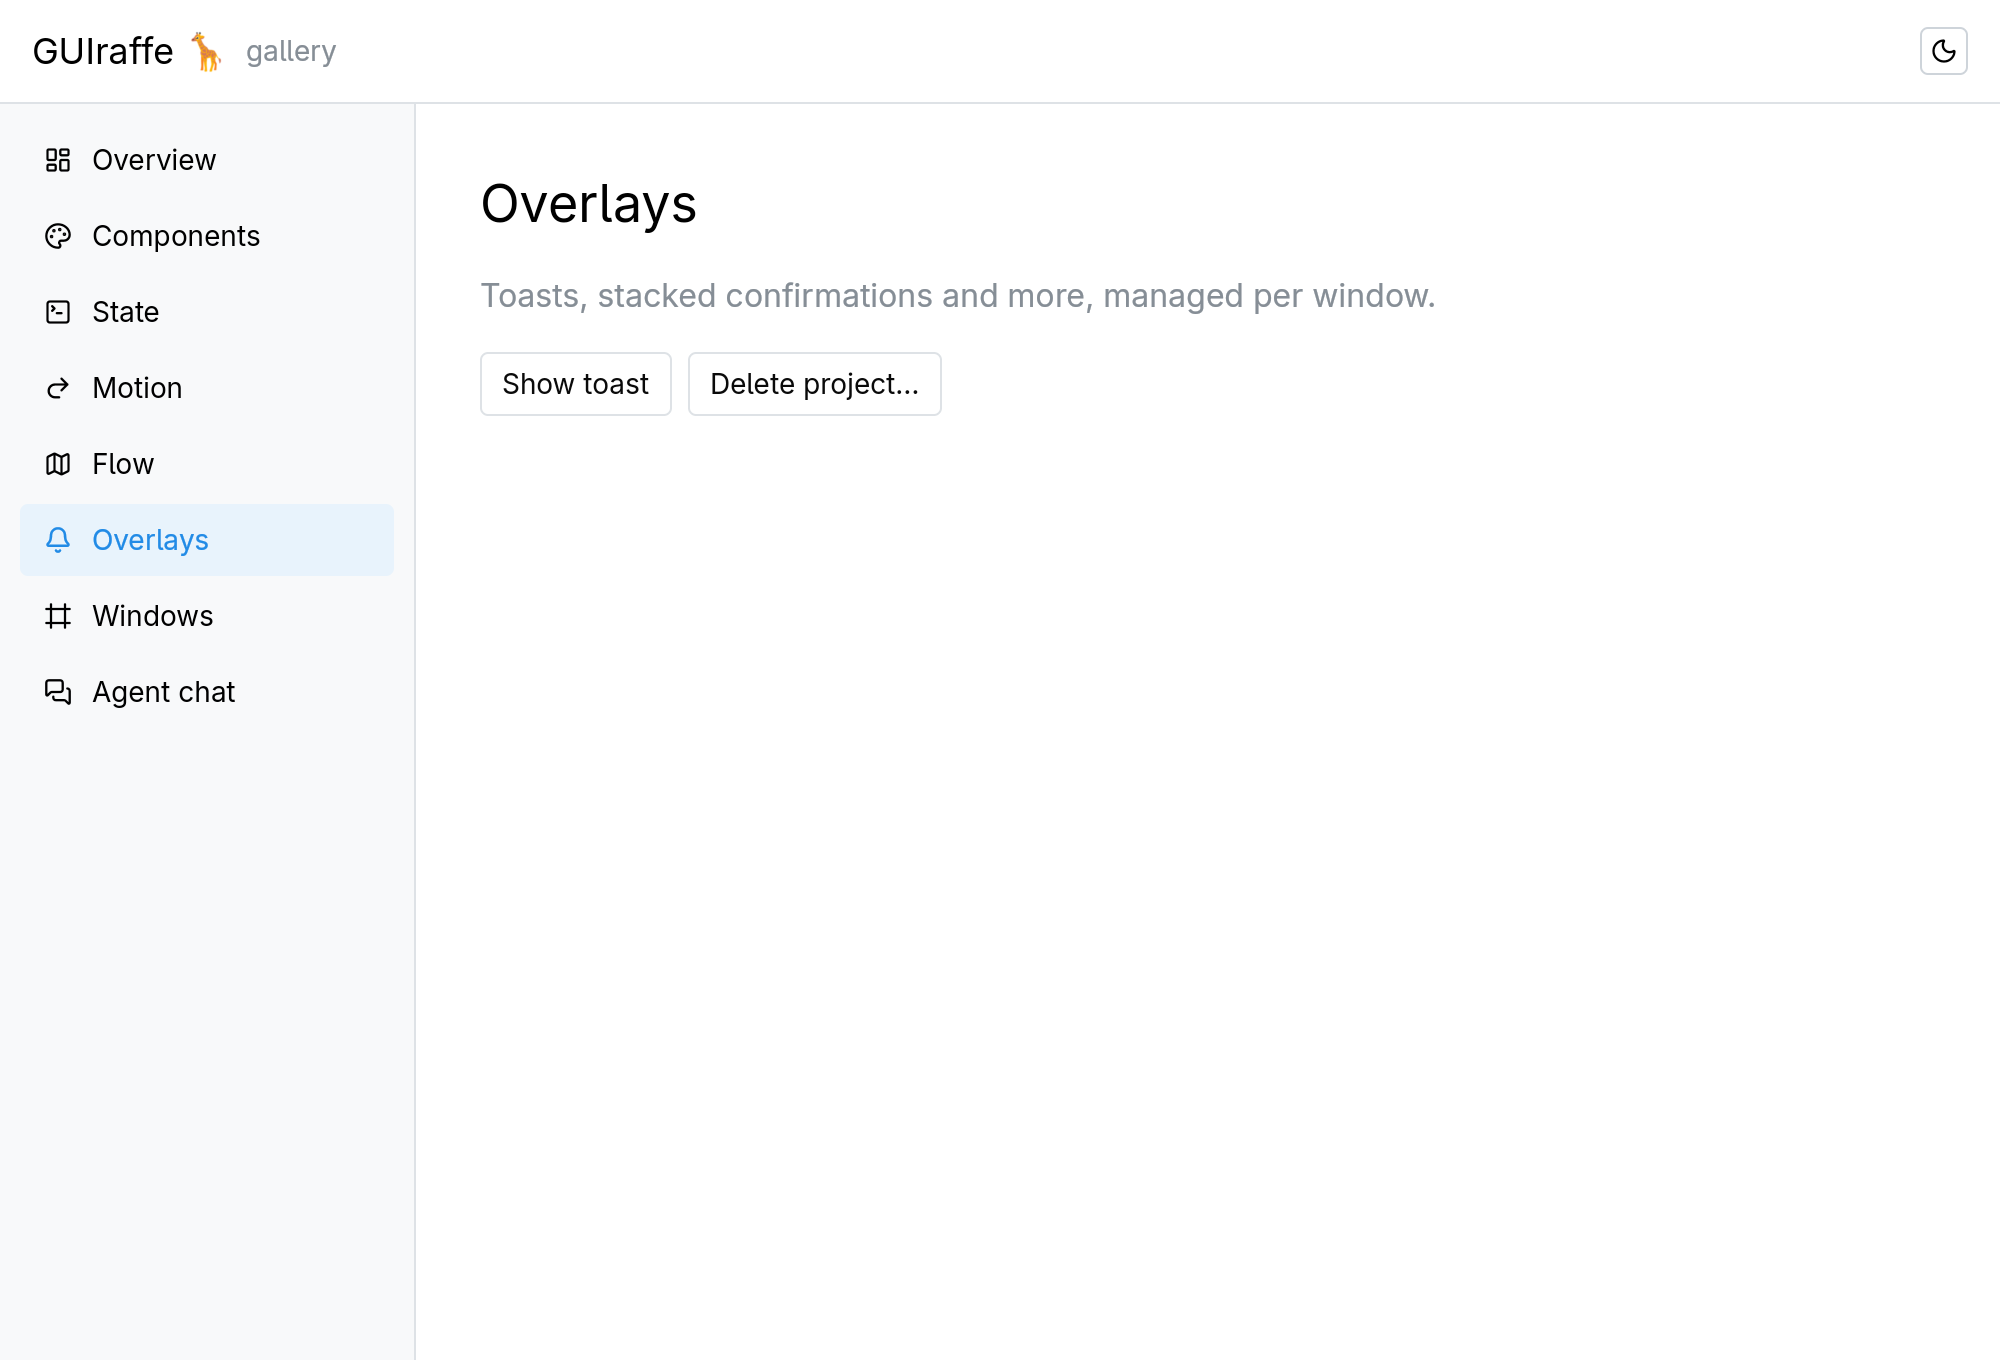 GUIraffe 🦒 gallery
Overview
Components
State
Motion
Flow
Overlays
Windows
Agent chat
Overlays
Toasts, stacked confirmations and more, managed per window.
Show toast
Delete project...